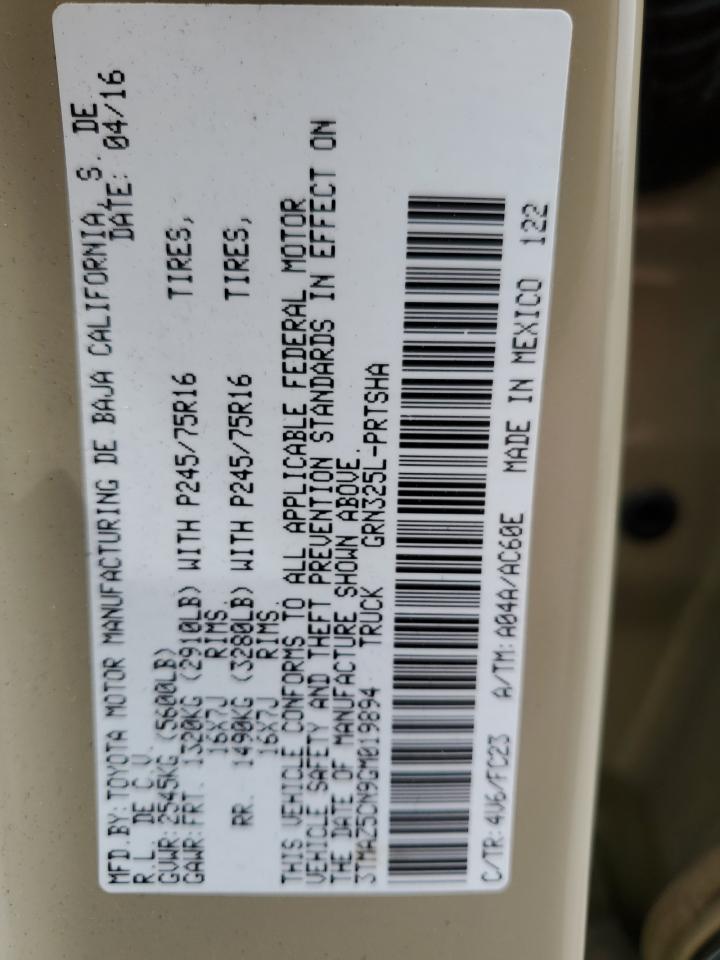 MFD.BY:TOYOTA MOTOR MANUFACTURING DE BAJA CALIFORNIA, S. DE
R.L. DE C.V. DATE: 04/16
GVWR:2545KG (5600LB)
GAWR:FRT. 1320KG (2910LB) WITH P245/75R16 TIRES,
16X7J RIMS.
RR. 1490KG (3280LB) WITH P245/75R16 TIRES,
16X7J RIMS.
THIS VEHICLE CONFORMS TO ALL APPLICABLE FEDERAL MOTOR
VEHICLE SAFETY AND THEFT PREVENTION STANDARDS IN EFFECT ON
THE DATE OF MANUFACTURE SHOWN ABOVE.
3TMAZ5CN9GM019894 TRUCK GRN325L-PRTSHA
C/TR:4V6/FC23 A/TM:A04A/AC60E MADE IN MEXICO 122